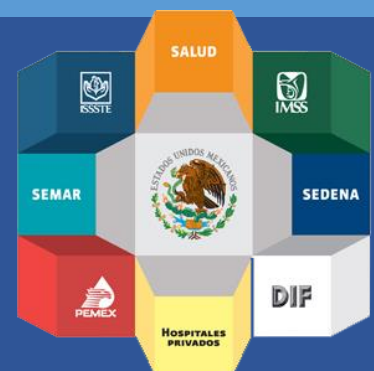 SALUD
ISSSTE
IMSS
ESTADOS UNIDOS MEXICANOS
SEMAR
SEDENA
PEMEX
DIF
HOSPITALES
PRIVADOS